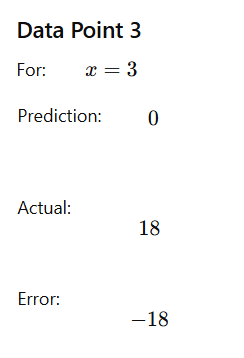 Data Point 3
For: x = 3
Prediction: 0
Actual:
18
Error:
−18